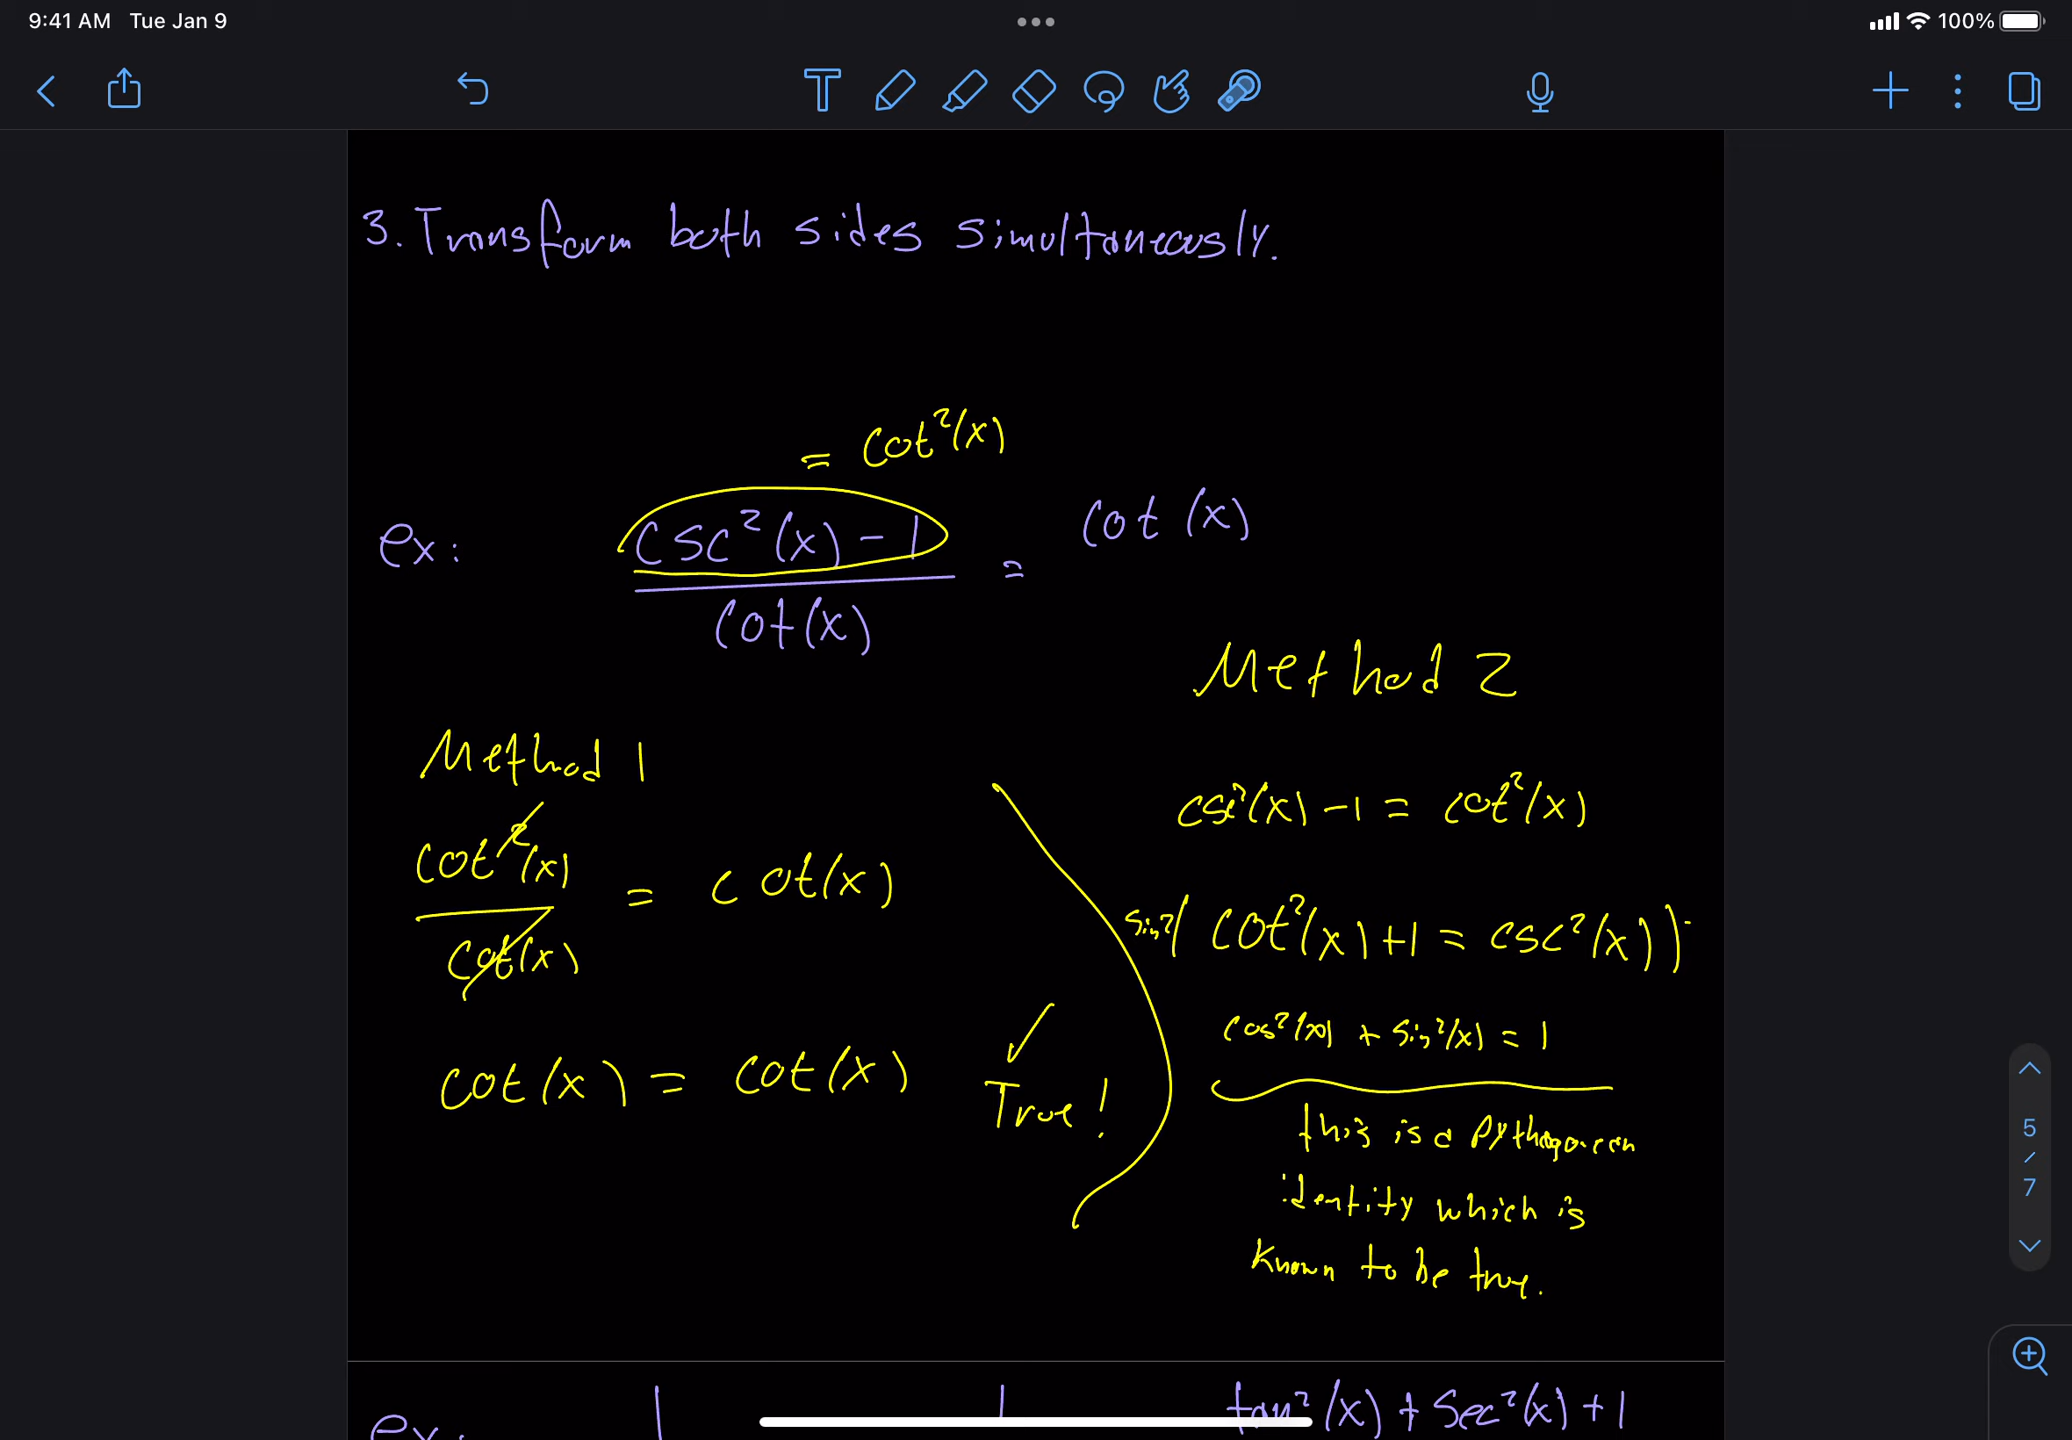 9:41 AM Tue Jan 9
100%
3. Transform both sides simultaneously.
= cot²(x)
ex: csc²(x) - 1 / cot(x) = cot(x)
Method 2
Method 1
csc²(x) - 1 = cot²(x)
cot²(x) / cot(x) = cot(x)
sin²( cot²(x) + 1 = csc²(x) )
cos²(x) + sin²(x) = 1
cot(x) = cot(x) ✓ True!
this is a Pythagorean
identity which is
known to be true.
5
/
7
ex: tan²(x) + sec²(x) + 1